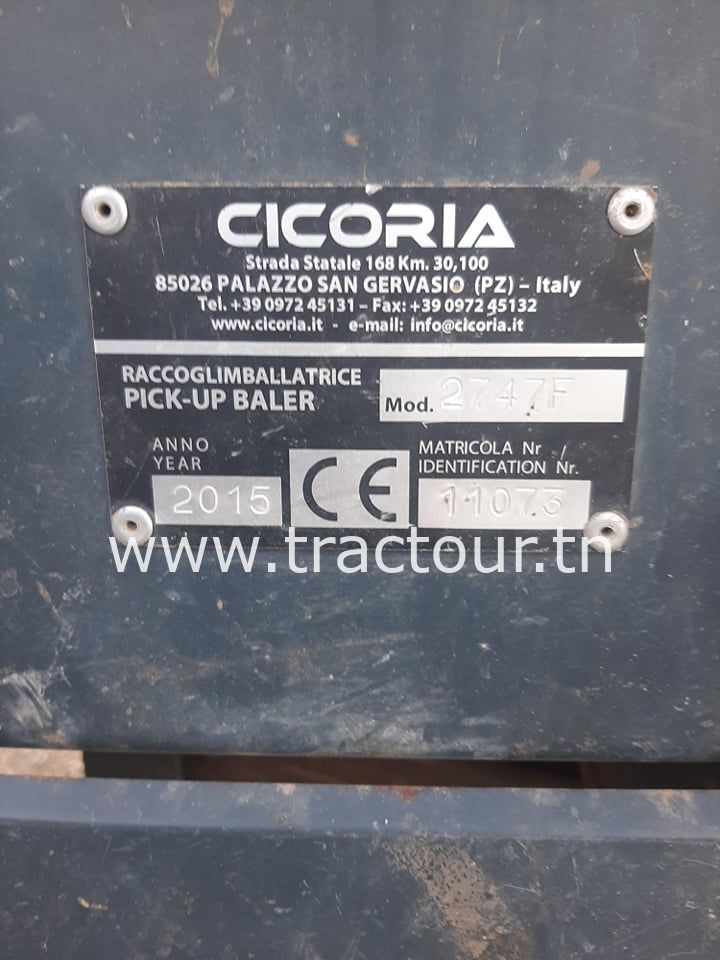 CICORIA
Strada Statale 168 Km. 30,100
85026 PALAZZO SAN GERVASIO (PZ) – Italy
Tel. +39 0972 45131 – Fax: +39 0972 45132
www.cicoria.it - e-mail: info@cicoria.it
RACCOGLIMBALLATRICE
PICK-UP BALER
Mod. 2747F
ANNO
YEAR
2015
CE
MATRICOLA Nr /
IDENTIFICATION Nr.
11073
www.tractour.tn